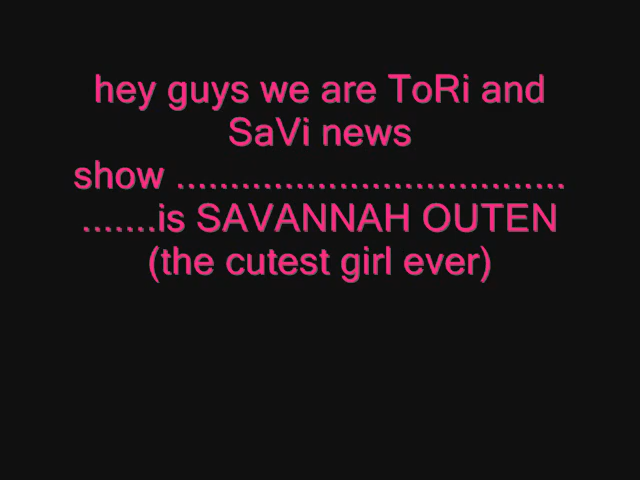 hey guys we are ToRi and
SaVi news
show ....................................
.......is SAVANNAH OUTEN
(the cutest girl ever)